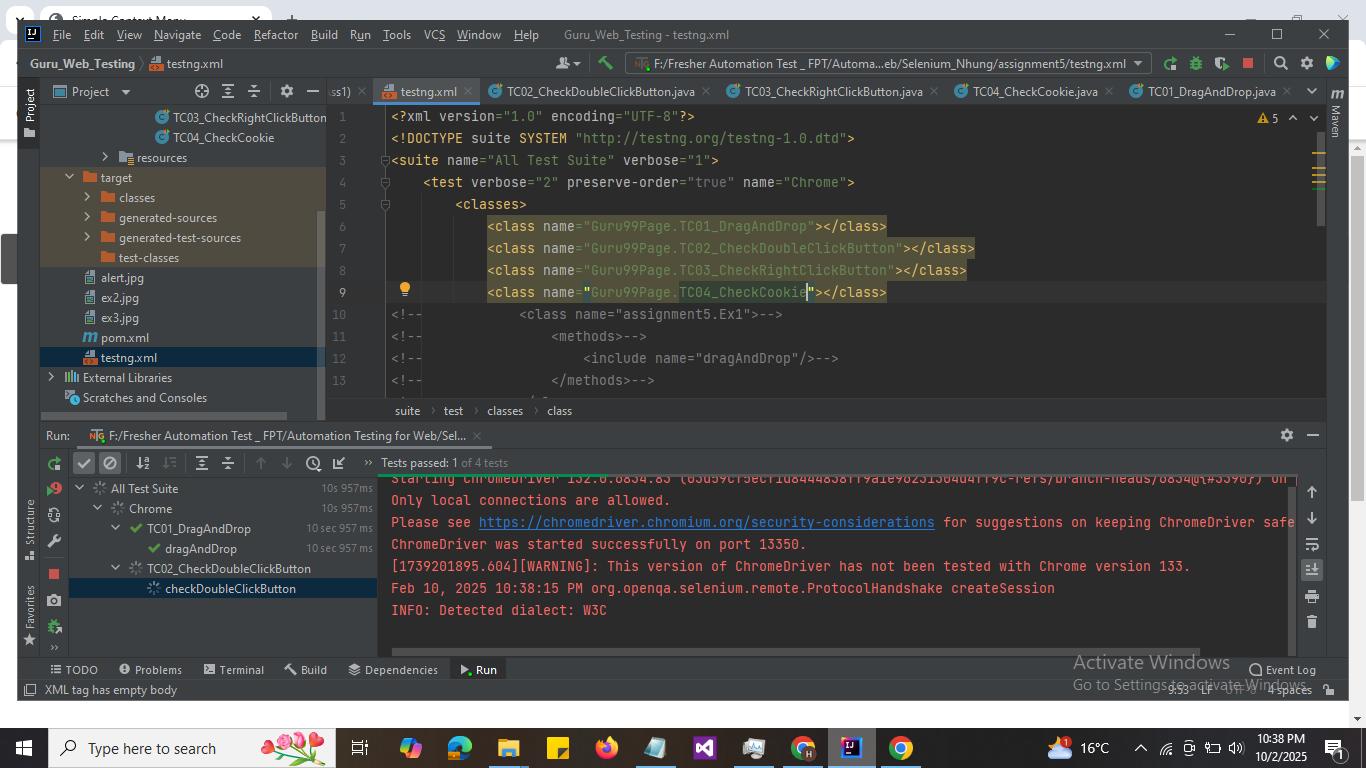 Simple Context Menu
File Edit View Navigate Code Refactor Build Run Tools VCS Window Help Guru_Web_Testing - testng.xml
Guru_Web_Testing testng.xml
F:/Fresher Automation Test _ FPT/Automa...eb/Selenium_Nhung/assignment5/testng.xml
Project
ss1) testng.xml TC02_CheckDoubleClickButton.java TC03_CheckRightClickButton.java TC04_CheckCookie.java TC01_DragAndDrop.java
Project
Maven
TC03_CheckRightClickButton
TC04_CheckCookie
resources
target
classes
generated-sources
generated-test-sources
test-classes
alert.jpg
ex2.jpg
ex3.jpg
pom.xml
testng.xml
External Libraries
Scratches and Consoles
5
1 <?xml version="1.0" encoding="UTF-8"?>
2 <!DOCTYPE suite SYSTEM "http://testng.org/testng-1.0.dtd">
3 <suite name="All Test Suite" verbose="1">
4 <test verbose="2" preserve-order="true" name="Chrome">
5 <classes>
6 <class name="Guru99Page.TC01_DragAndDrop"></class>
7 <class name="Guru99Page.TC02_CheckDoubleClickButton"></class>
8 <class name="Guru99Page.TC03_CheckRightClickButton"></class>
9 <class name="Guru99Page.TC04_CheckCookie"></class>
10 <!-- <class name="assignment5.Ex1">-->
11 <!-- <methods>-->
12 <!-- <include name="dragAndDrop"/>-->
13 <!-- </methods>-->
suite test classes class
Run: F:/Fresher Automation Test _ FPT/Automation Testing for Web/Sel...
Tests passed: 1 of 4 tests
All Test Suite 10s 957ms
Chrome 10s 957ms
TC01_DragAndDrop 10 sec 957 ms
dragAndDrop 10 sec 957 ms
TC02_CheckDoubleClickButton
checkDoubleClickButton
Starting ChromeDriver 132.0.6834.83 on
Only local connections are allowed.
Please see https://chromedriver.chromium.org/security-considerations for suggestions on keeping ChromeDriver safe
ChromeDriver was started successfully on port 13350.
[1739201895.604][WARNING]: This version of ChromeDriver has not been tested with Chrome version 133.
Feb 10, 2025 10:38:15 PM org.openqa.selenium.remote.ProtocolHandshake createSession
INFO: Detected dialect: W3C
Structure
Favorites
TODO Problems Terminal Build Dependencies Run Event Log
Activate Windows
Go to Settings to activate Windows.
XML tag has empty body 9:53 LF UTF-8 4 spaces
Type here to search
16°C
1
10:38 PM
10/2/2025
1